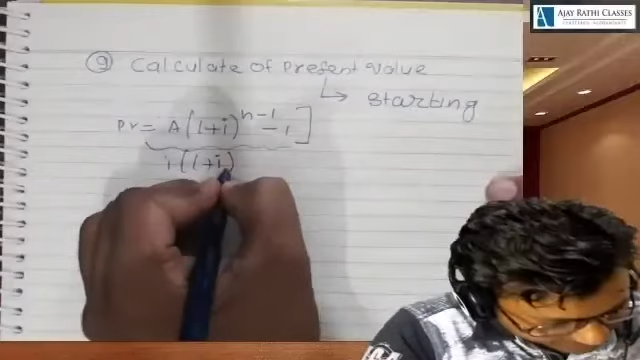 AJAY RATHI CLASSES
⑨ Calculate of Present value
↳ starting
PV = A(1+i)^n-1 - 1]
i(1+i)